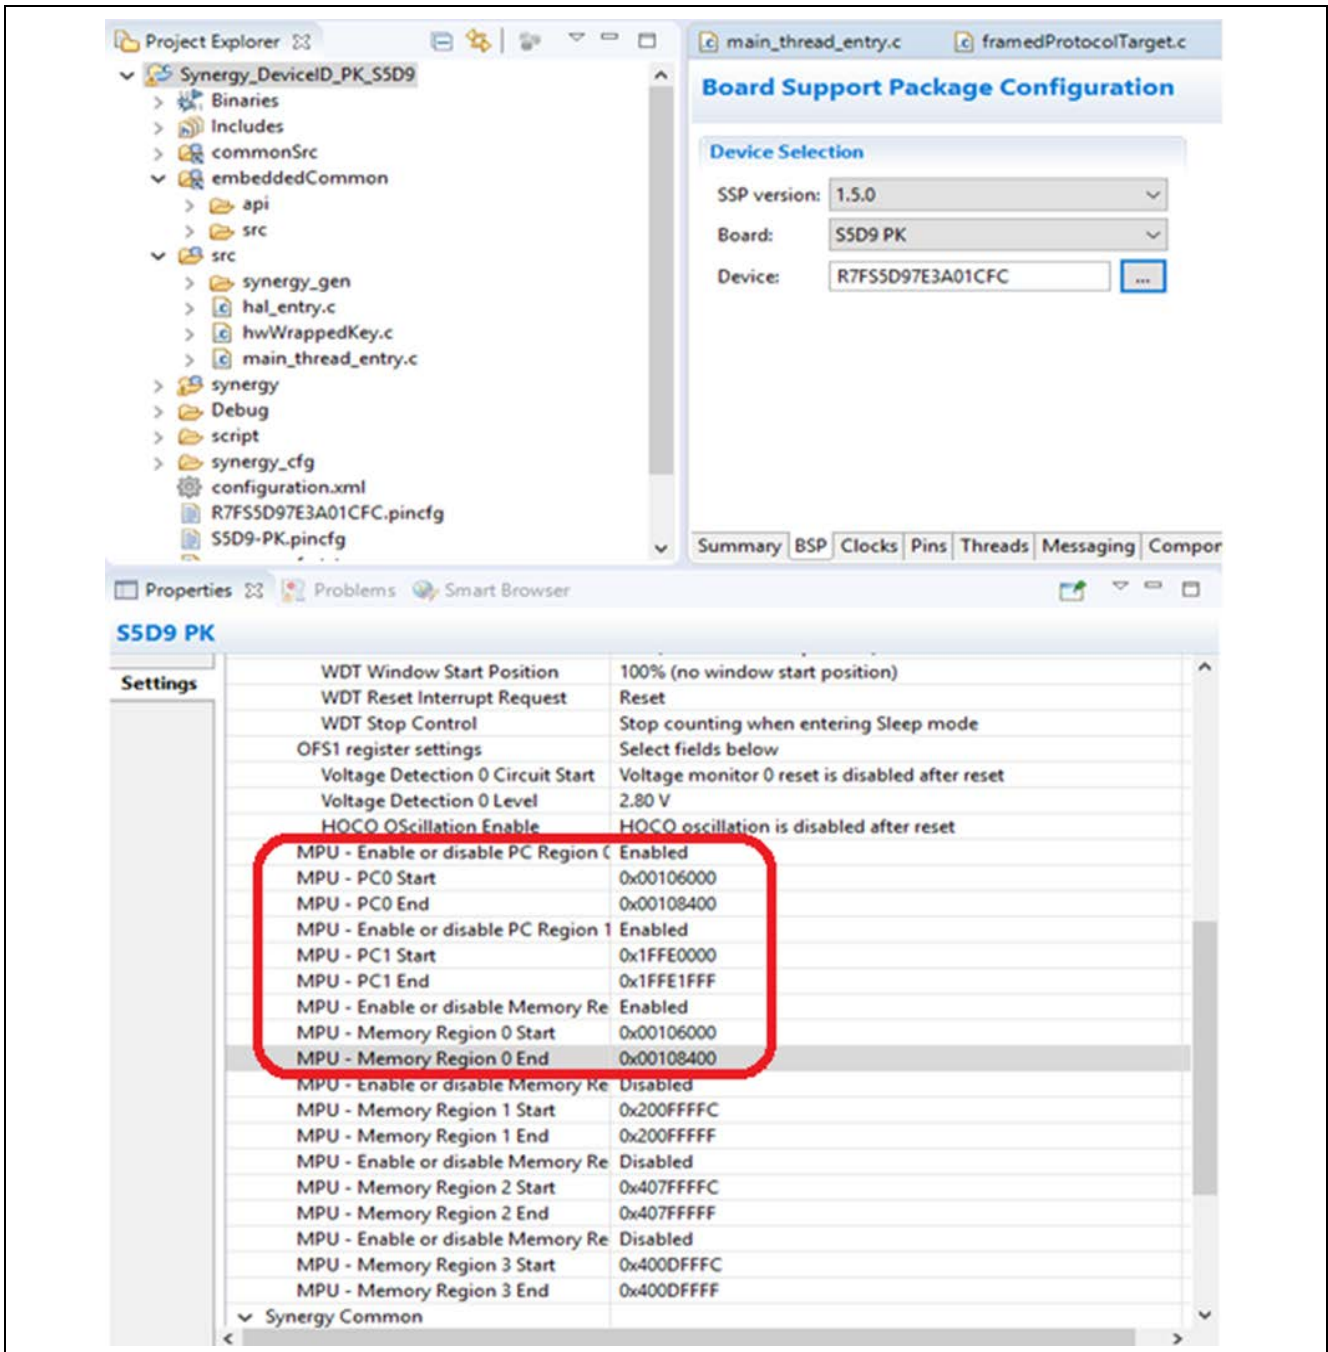 Project Explorer
Synergy_DeviceID_PK_S5D9
Binaries
Includes
commonSrc
embeddedCommon
api
src
src
synergy_gen
hal_entry.c
hwWrappedKey.c
main_thread_entry.c
synergy
Debug
script
synergy_cfg
configuration.xml
R7FS5D97E3A01CFC.pincfg
S5D9-PK.pincfg
main_thread_entry.c framedProtocolTarget.c
Board Support Package Configuration
Device Selection
SSP version: 1.5.0
Board: S5D9 PK
Device: R7FS5D97E3A01CFC ...
Summary BSP Clocks Pins Threads Messaging Compor
Properties Problems Smart Browser
S5D9 PK
Settings
WDT Window Start Position 100% (no window start position)
WDT Reset Interrupt Request Reset
WDT Stop Control Stop counting when entering Sleep mode
OFS1 register settings Select fields below
Voltage Detection 0 Circuit Start Voltage monitor 0 reset is disabled after reset
Voltage Detection 0 Level 2.80 V
HOCO OScillation Enable HOCO oscillation is disabled after reset
MPU - Enable or disable PC Region 0 Enabled
MPU - PC0 Start 0x00106000
MPU - PC0 End 0x00108400
MPU - Enable or disable PC Region 1 Enabled
MPU - PC1 Start 0x1FFE0000
MPU - PC1 End 0x1FFE1FFF
MPU - Enable or disable Memory Re Enabled
MPU - Memory Region 0 Start 0x00106000
MPU - Memory Region 0 End 0x00108400
MPU - Enable or disable Memory Re Disabled
MPU - Memory Region 1 Start 0x200FFFFC
MPU - Memory Region 1 End 0x200FFFFF
MPU - Enable or disable Memory Re Disabled
MPU - Memory Region 2 Start 0x407FFFFC
MPU - Memory Region 2 End 0x407FFFFF
MPU - Enable or disable Memory Re Disabled
MPU - Memory Region 3 Start 0x400DFFFC
MPU - Memory Region 3 End 0x400DFFFF
Synergy Common